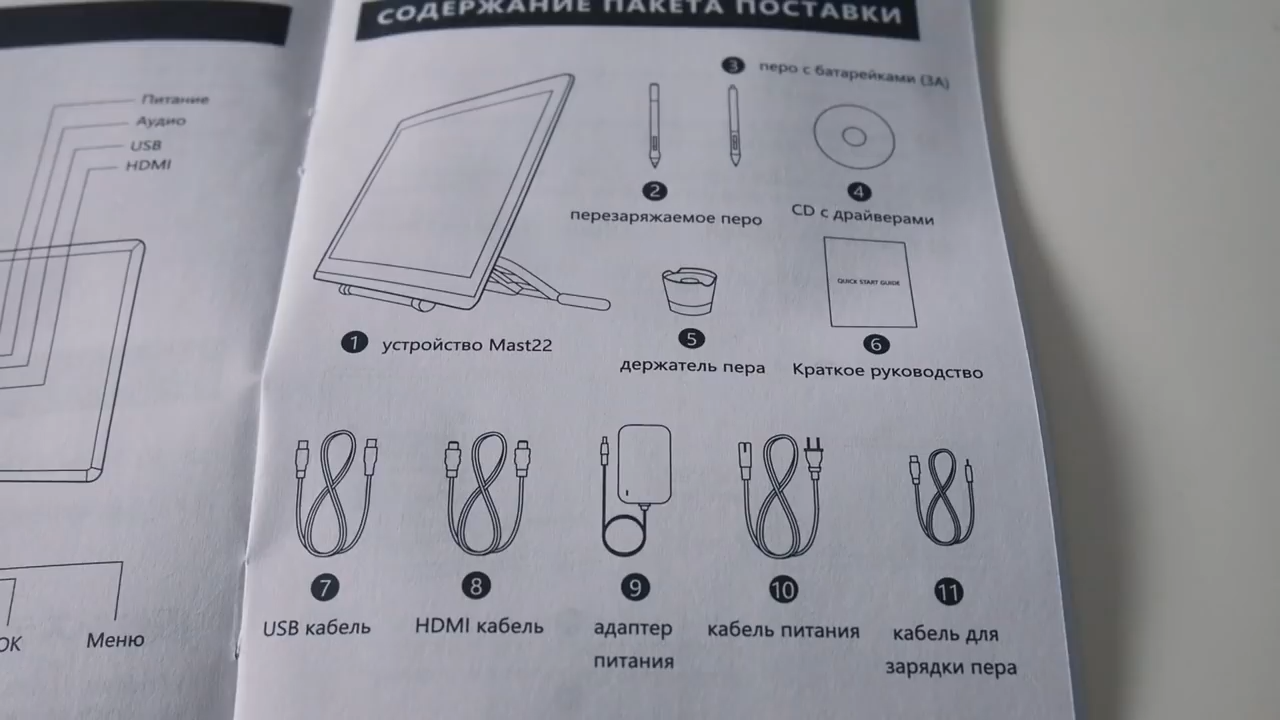 Питание
Аудио
USB
HDMI
ОК
Меню
СОДЕРЖАНИЕ ПАКЕТА ПОСТАВКИ
3 перо с батарейками (3А)
2
перезаряжаемое перо
4
CD с драйверами
QUICK START GUIDE
1 устройство Mast22
5
держатель пера
6
Краткое руководство
7
USB кабель
8
HDMI кабель
9
адаптер
питания
10
кабель питания
11
кабель для
зарядки пера